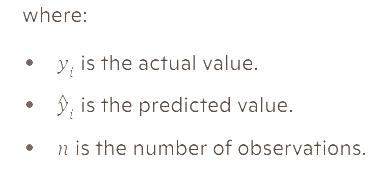 where:
• yᵢ is the actual value.
• ŷᵢ is the predicted value.
• n is the number of observations.